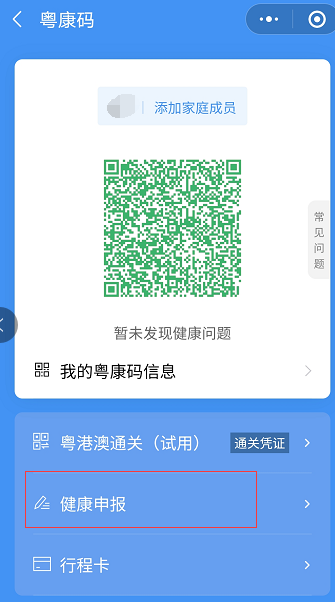 粤康码
添加家庭成员
常见问题
暂未发现健康问题
我的粤康码信息
粤港澳通关（试用） 通关凭证
健康申报
行程卡